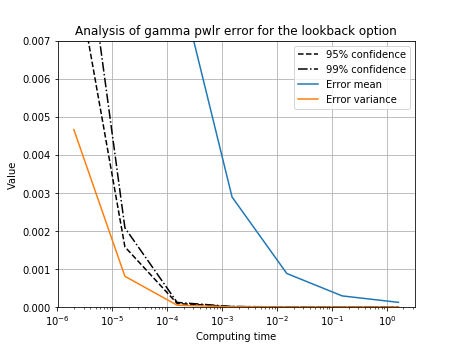 Analysis of gamma pwlr error for the lookback option
0.007
0.006
0.005
0.004
0.003
0.002
0.001
0.000
Value
95% confidence
99% confidence
Error mean
Error variance
10⁻⁶ 10⁻⁵ 10⁻⁴ 10⁻³ 10⁻² 10⁻¹ 10⁰
Computing time